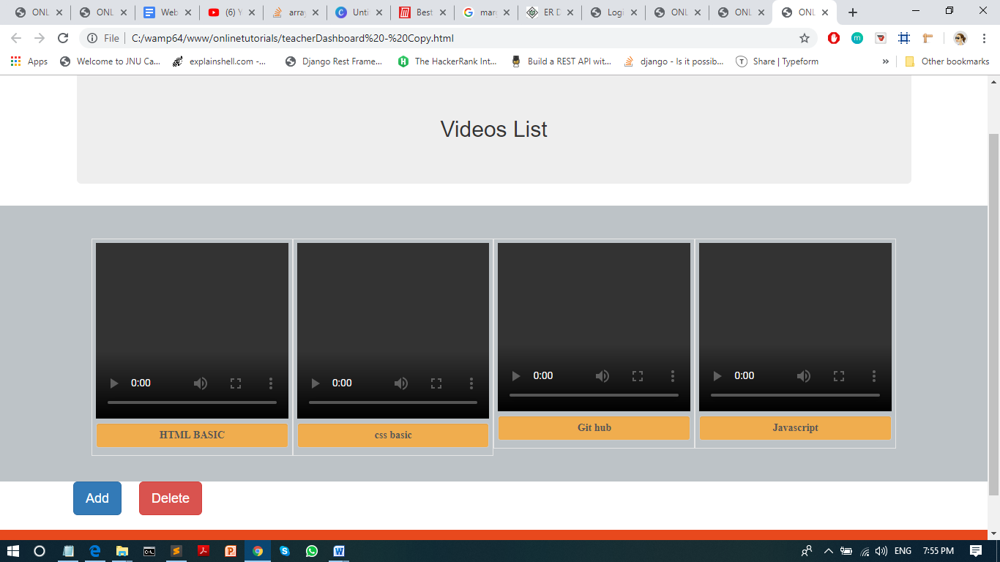 ONL
ONL
Web
(6) Y
array
Unti
Best
ER D
Logi
ONL
ONL
ONL
File
C:/wamp64/www/onlinetutorials/teacherDashboard%20-%20Copy.html
Apps
Welcome to JNU Ca...
explainshell.com -...
Django Rest Frame...
The HackerRank Int...
Build a REST API wit...
django - Is it possib...
Share | Typeform
»
Other bookmarks
Videos List
0:00
0:00
0:00
0:00
HTML BASIC
css basic
Git hub
Javascript
Add
Delete
ENG
7:55 PM